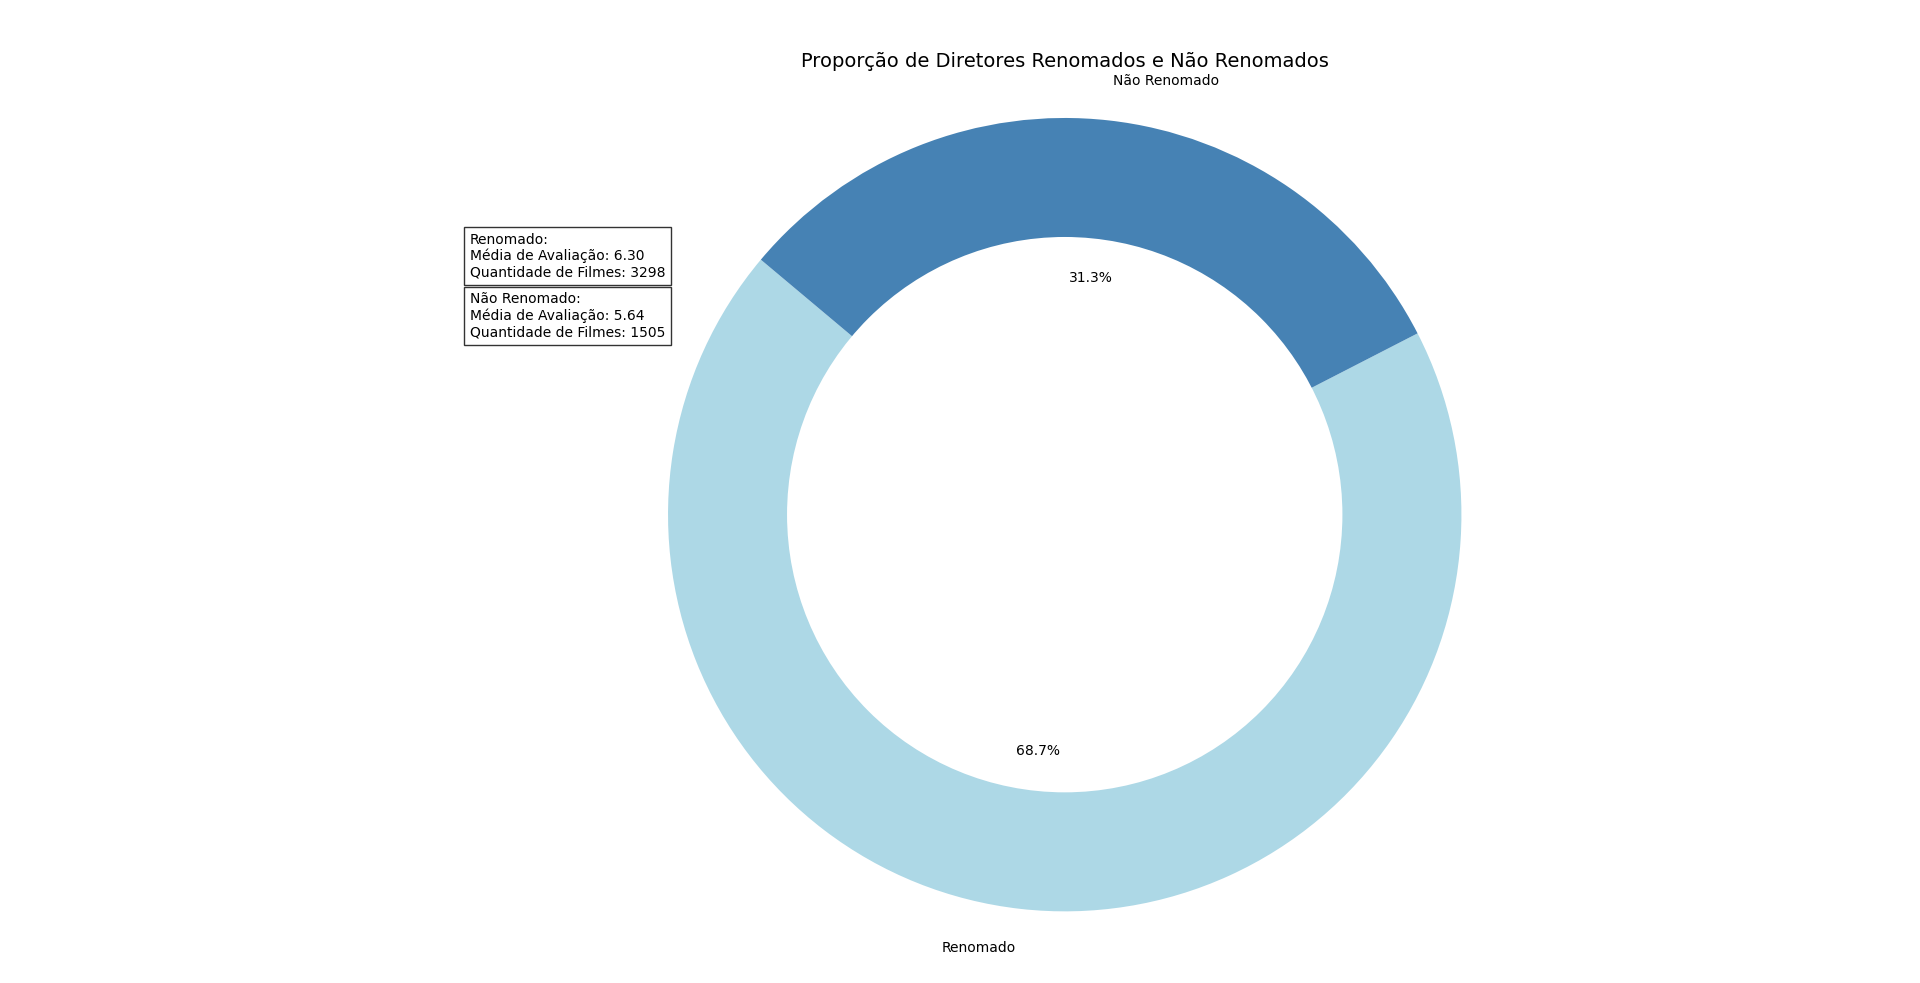 Proporção de Diretores Renomados e Não Renomados
Não Renomado
Renomado:
Média de Avaliação: 6.30
Quantidade de Filmes: 3298
Não Renomado:
Média de Avaliação: 5.64
Quantidade de Filmes: 1505
31.3%
68.7%
Renomado